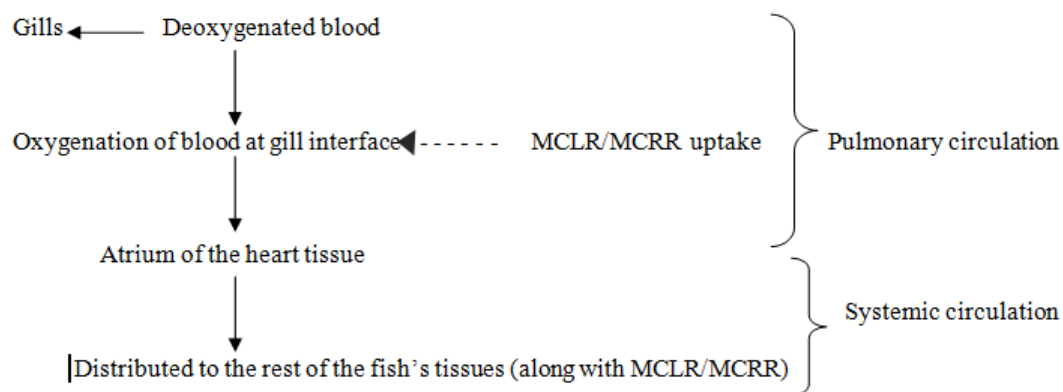 Gills Deoxygenated blood
Oxygenation of blood at gill interface MCLR/MCRR uptake Pulmonary circulation
Atrium of the heart tissue
Systemic circulation
Distributed to the rest of the fish's tissues (along with MCLR/MCRR)